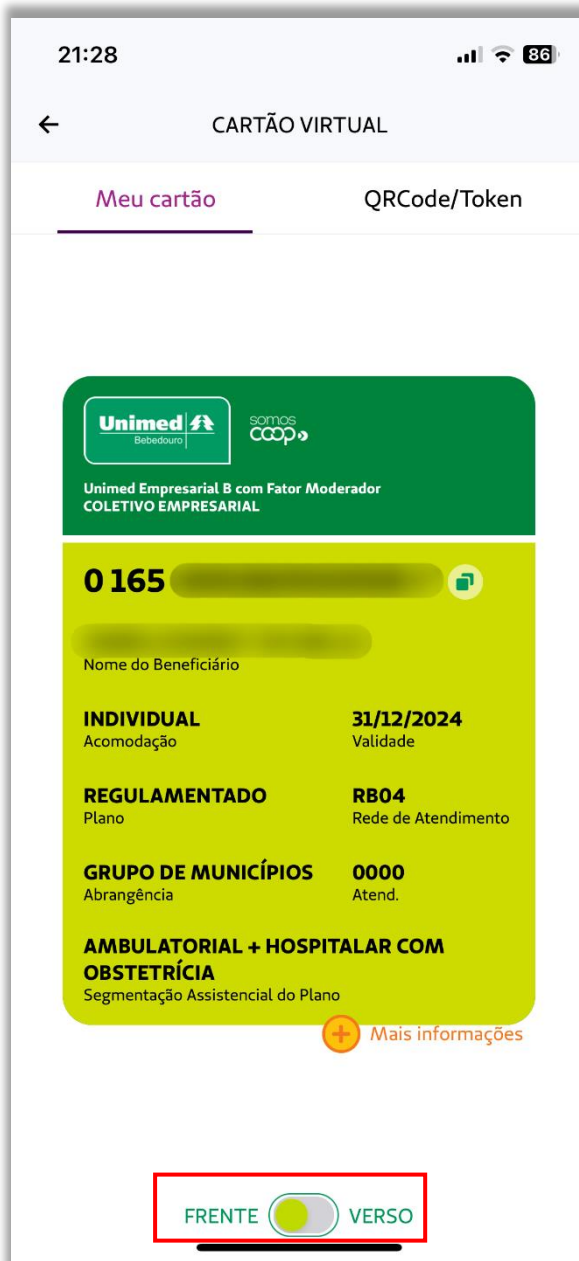 21:28
86
CARTÃO VIRTUAL
Meu cartão
QRCode/Token
Unimed
Bebedouro
somos
coop
Unimed Empresarial B com Fator Moderador
COLETIVO EMPRESARIAL
0 165
Nome do Beneficiário
INDIVIDUAL
Acomodação
31/12/2024
Validade
REGULAMENTADO
Plano
RB04
Rede de Atendimento
GRUPO DE MUNICÍPIOS
Abrangência
0000
Atend.
AMBULATORIAL + HOSPITALAR COM
OBSTETRÍCIA
Segmentação Assistencial do Plano
Mais informações
FRENTE
VERSO